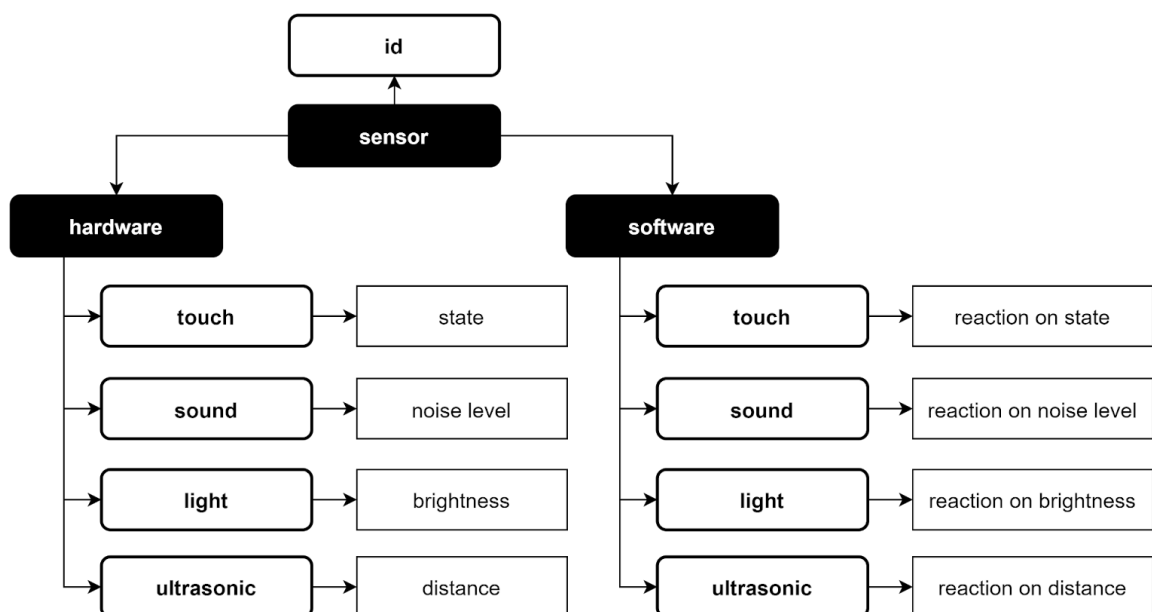 id
sensor
hardware
software
touch
state
touch
reaction on state
sound
noise level
sound
reaction on noise level
light
brightness
light
reaction on brightness
ultrasonic
distance
ultrasonic
reaction on distance